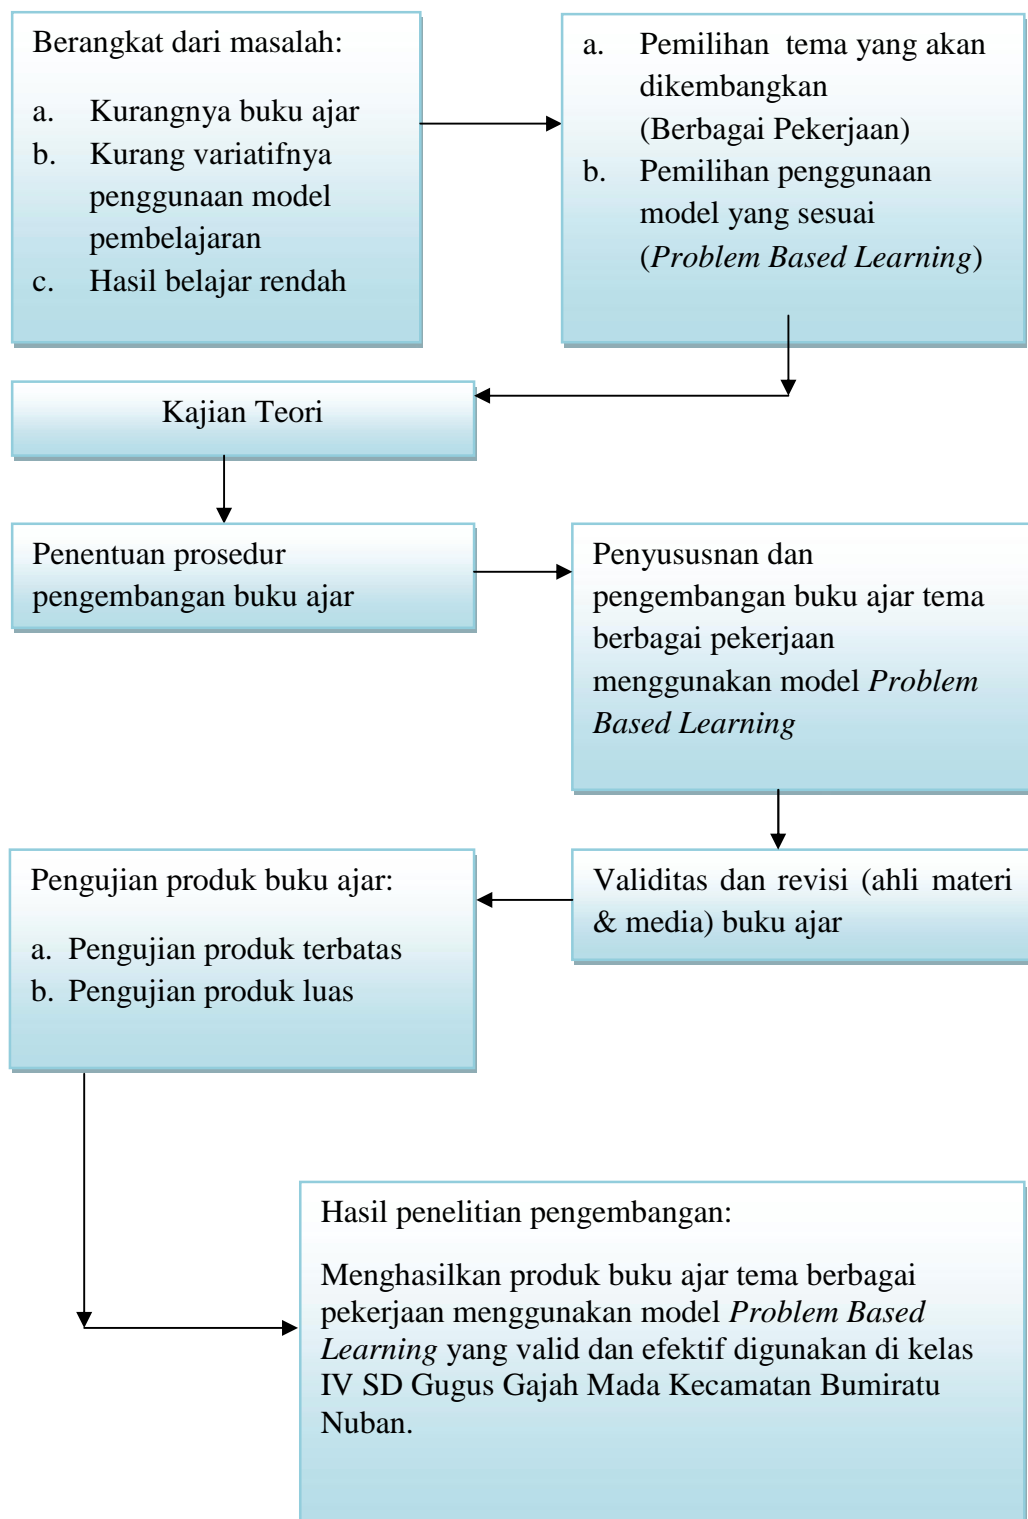 Berangkat dari masalah:
a. Kurangnya buku ajar
b. Kurang variatifnya
penggunaan model
pembelajaran
c. Hasil belajar rendah
a. Pemilihan tema yang akan
dikembangkan
(Berbagai Pekerjaan)
b. Pemilihan penggunaan
model yang sesuai
(Problem Based Learning)
Kajian Teori
Penentuan prosedur
pengembangan buku ajar
Penyususnan dan
pengembangan buku ajar tema
berbagai pekerjaan
menggunakan model Problem
Based Learning
Validitas dan revisi (ahli materi
& media) buku ajar
Pengujian produk buku ajar:
a. Pengujian produk terbatas
b. Pengujian produk luas
Hasil penelitian pengembangan:
Menghasilkan produk buku ajar tema berbagai
pekerjaan menggunakan model Problem Based
Learning yang valid dan efektif digunakan di kelas
IV SD Gugus Gajah Mada Kecamatan Bumiratu
Nuban.